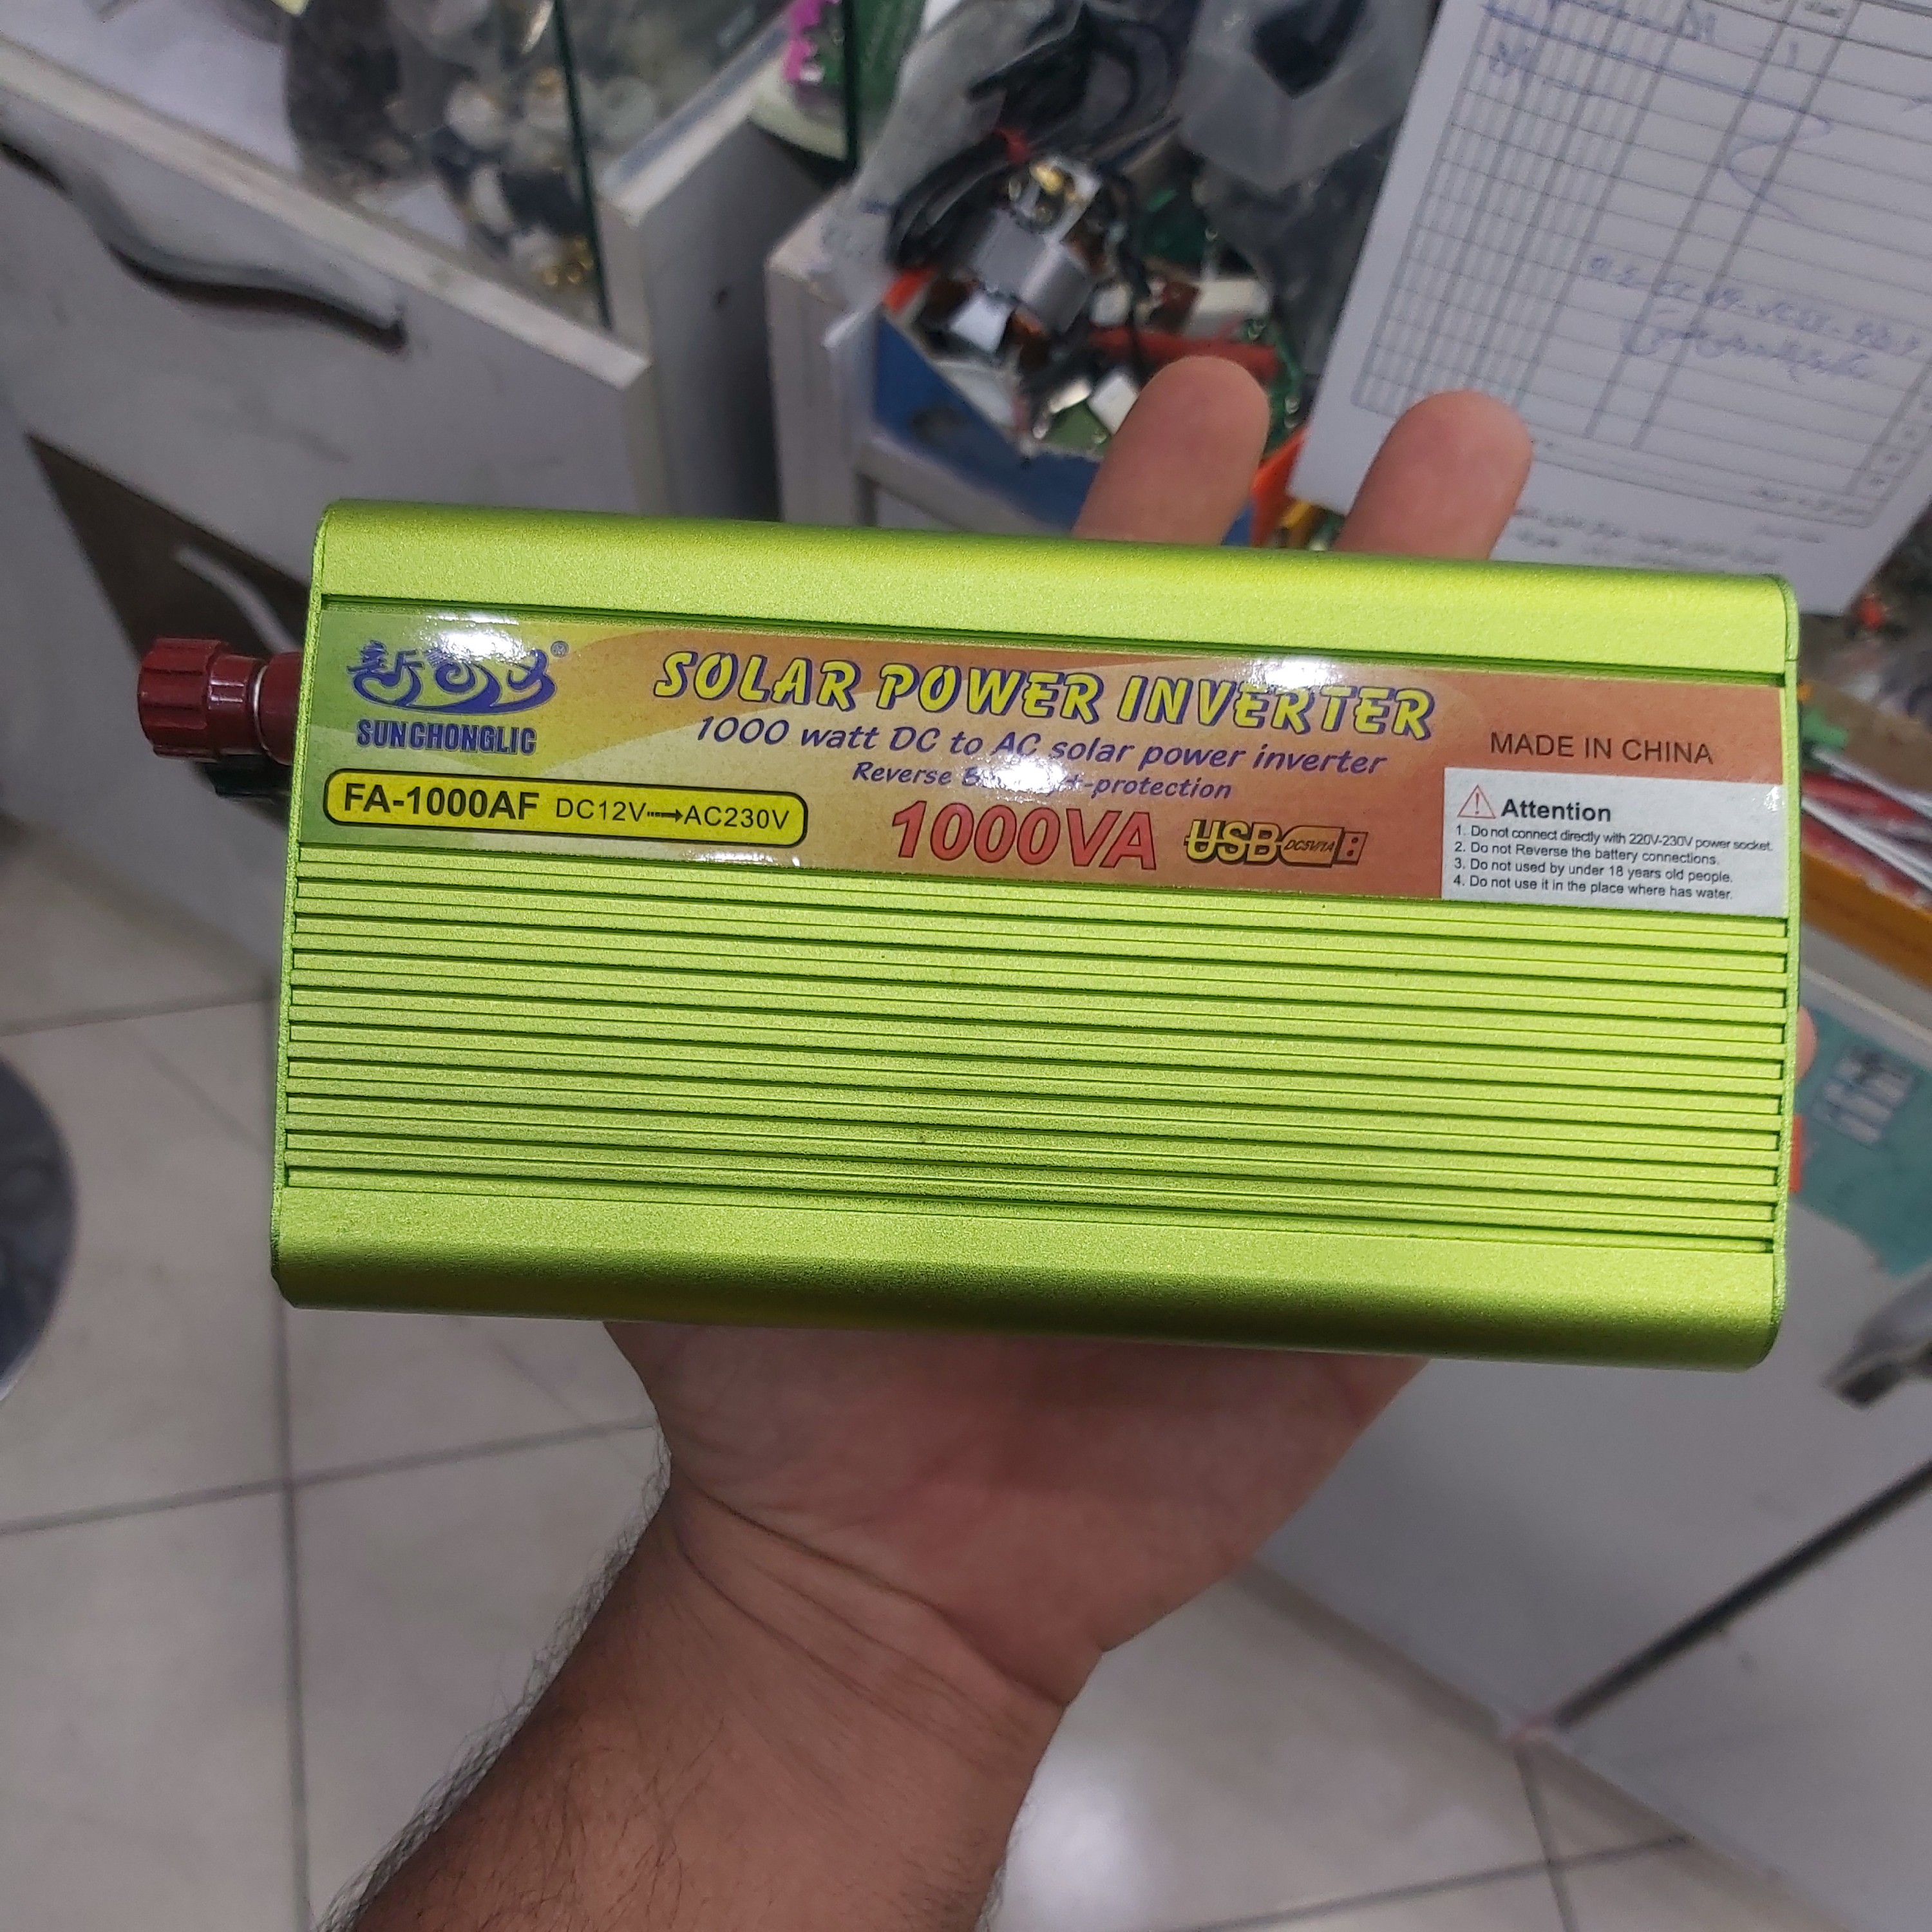 SUNCHONGLIC
SOLAR POWER INVERTER
1000 watt DC to AC solar power inverter
Reverse -protection
FA-1000AF DC12V→AC230V
1000VA USB DC5V/1A
MADE IN CHINA
Attention
1. Do not connect directly with 220V-230V power socket.
2. Do not Reverse the battery connections.
3. Do not used by under 18 years old people.
4. Do not use it in the place where has water.